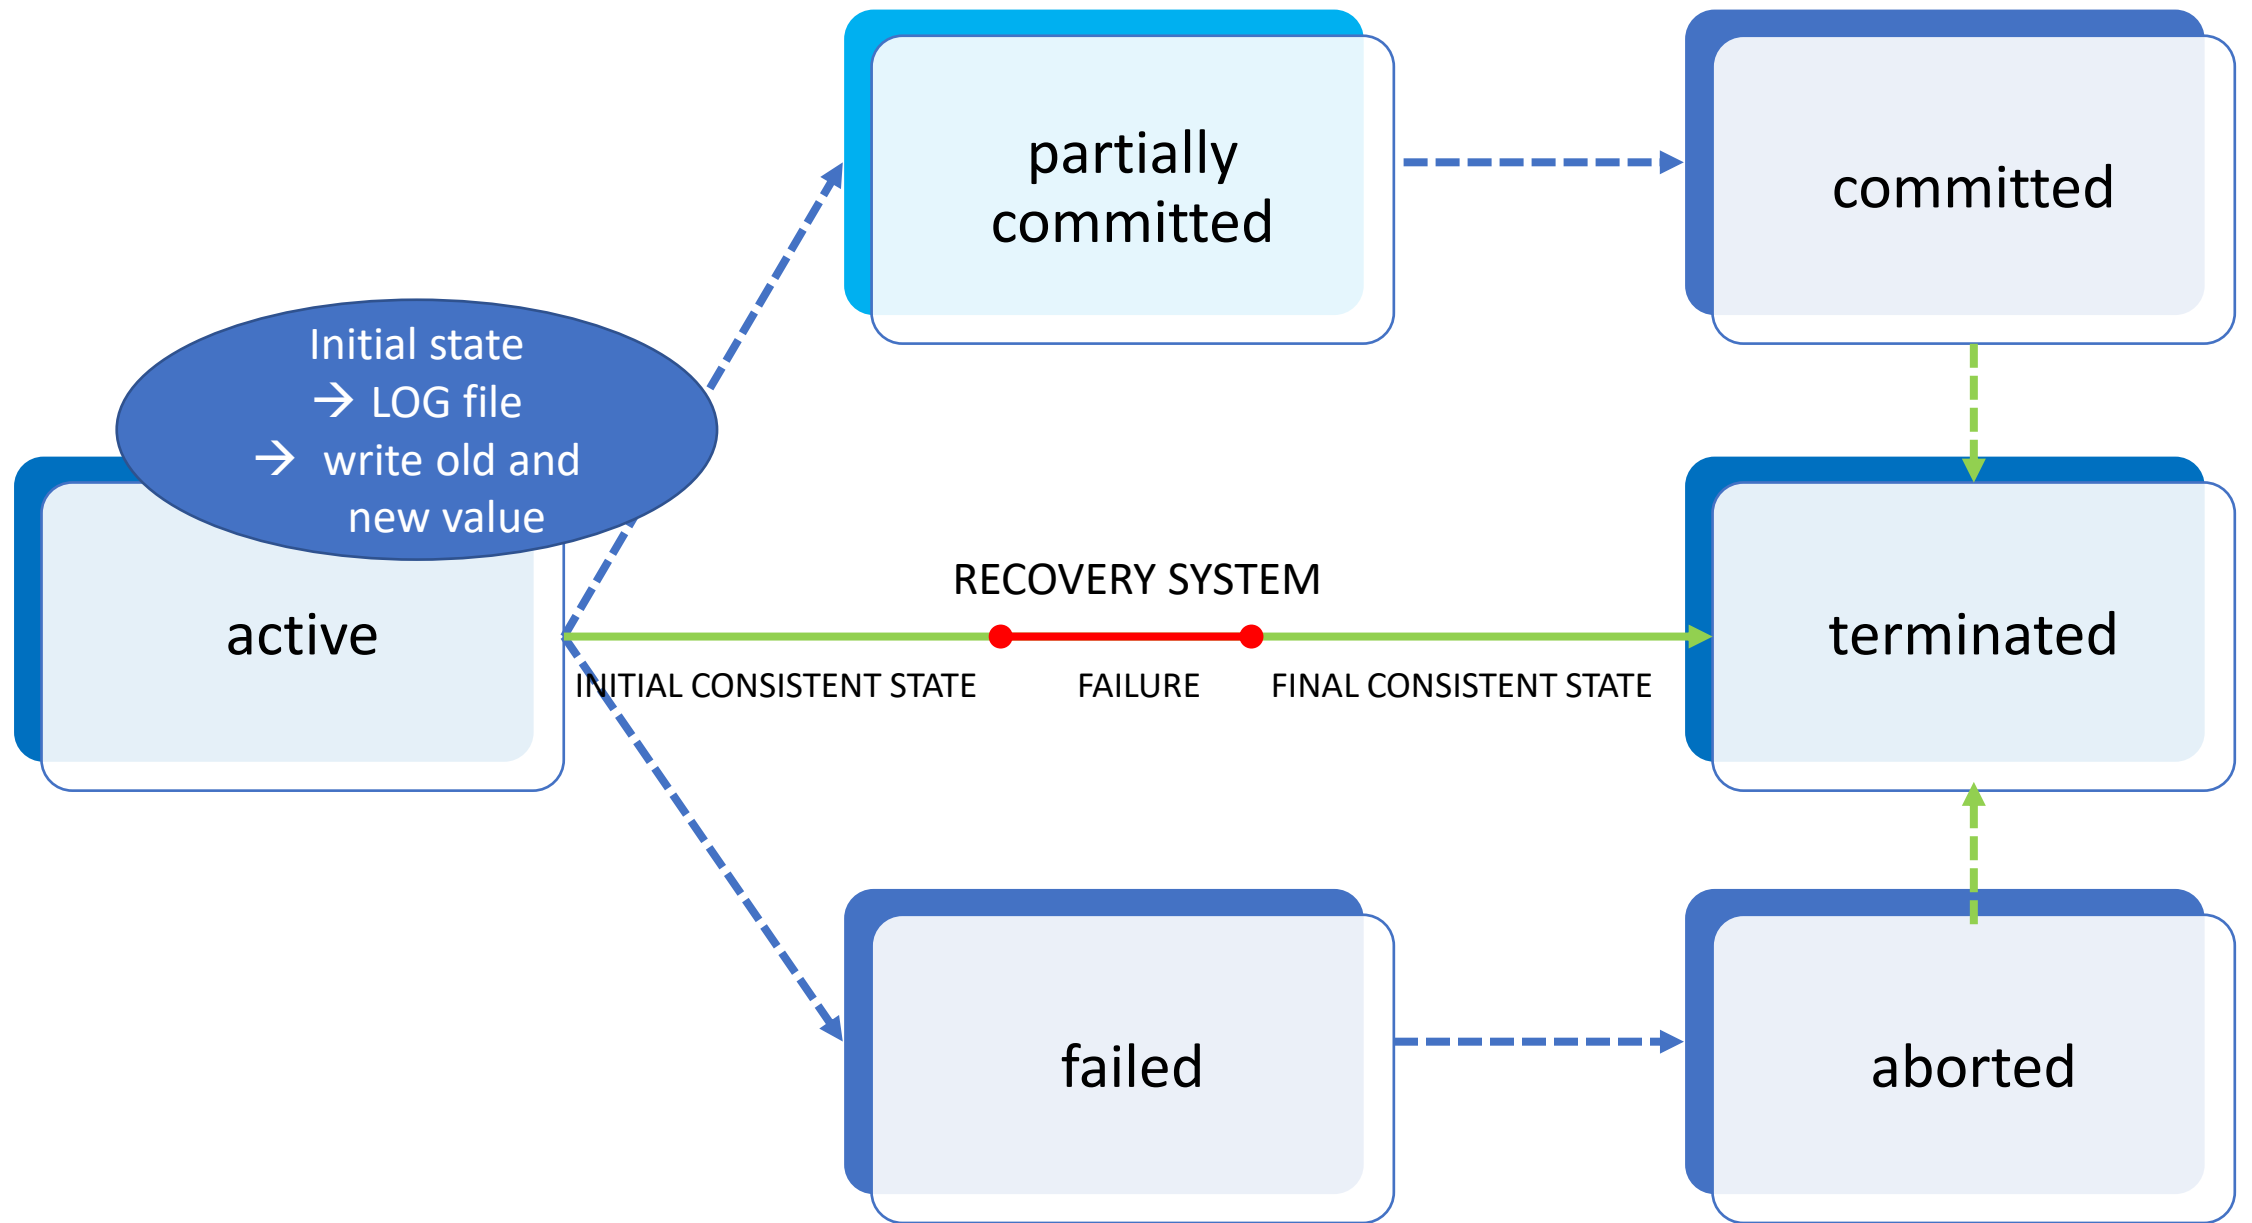 partially
committed
committed
Initial state
→ LOG file
→ write old and
new value
RECOVERY SYSTEM
active
terminated
INITIAL CONSISTENT STATE
FAILURE
FINAL CONSISTENT STATE
failed
aborted